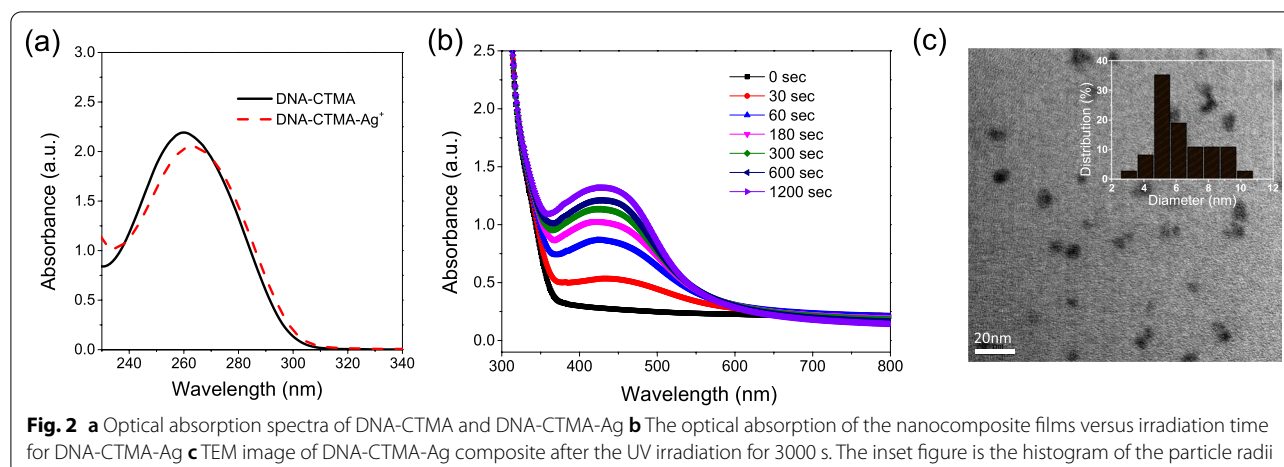 (a)
3.0
2.5
2.0
1.5
1.0
0.5
0.0
Absorbance (a.u.)
DNA-CTMA
DNA-CTMA-Ag⁺
240 260 280 300 320 340
Wavelength (nm)
(b)
2.5
2.0
1.5
1.0
0.5
0.0
Absorbance (a.u.)
0 sec
30 sec
60 sec
180 sec
300 sec
600 sec
1200 sec
300 400 500 600 700 800
Wavelength (nm)
(c)
40
30
20
10
0
Distribution (%)
2 4 6 8 10 12
Diameter (nm)
20nm
Fig. 2 a Optical absorption spectra of DNA-CTMA and DNA-CTMA-Ag b The optical absorption of the nanocomposite films versus irradiation time
for DNA-CTMA-Ag c TEM image of DNA-CTMA-Ag composite after the UV irradiation for 3000 s. The inset figure is the histogram of the particle radii